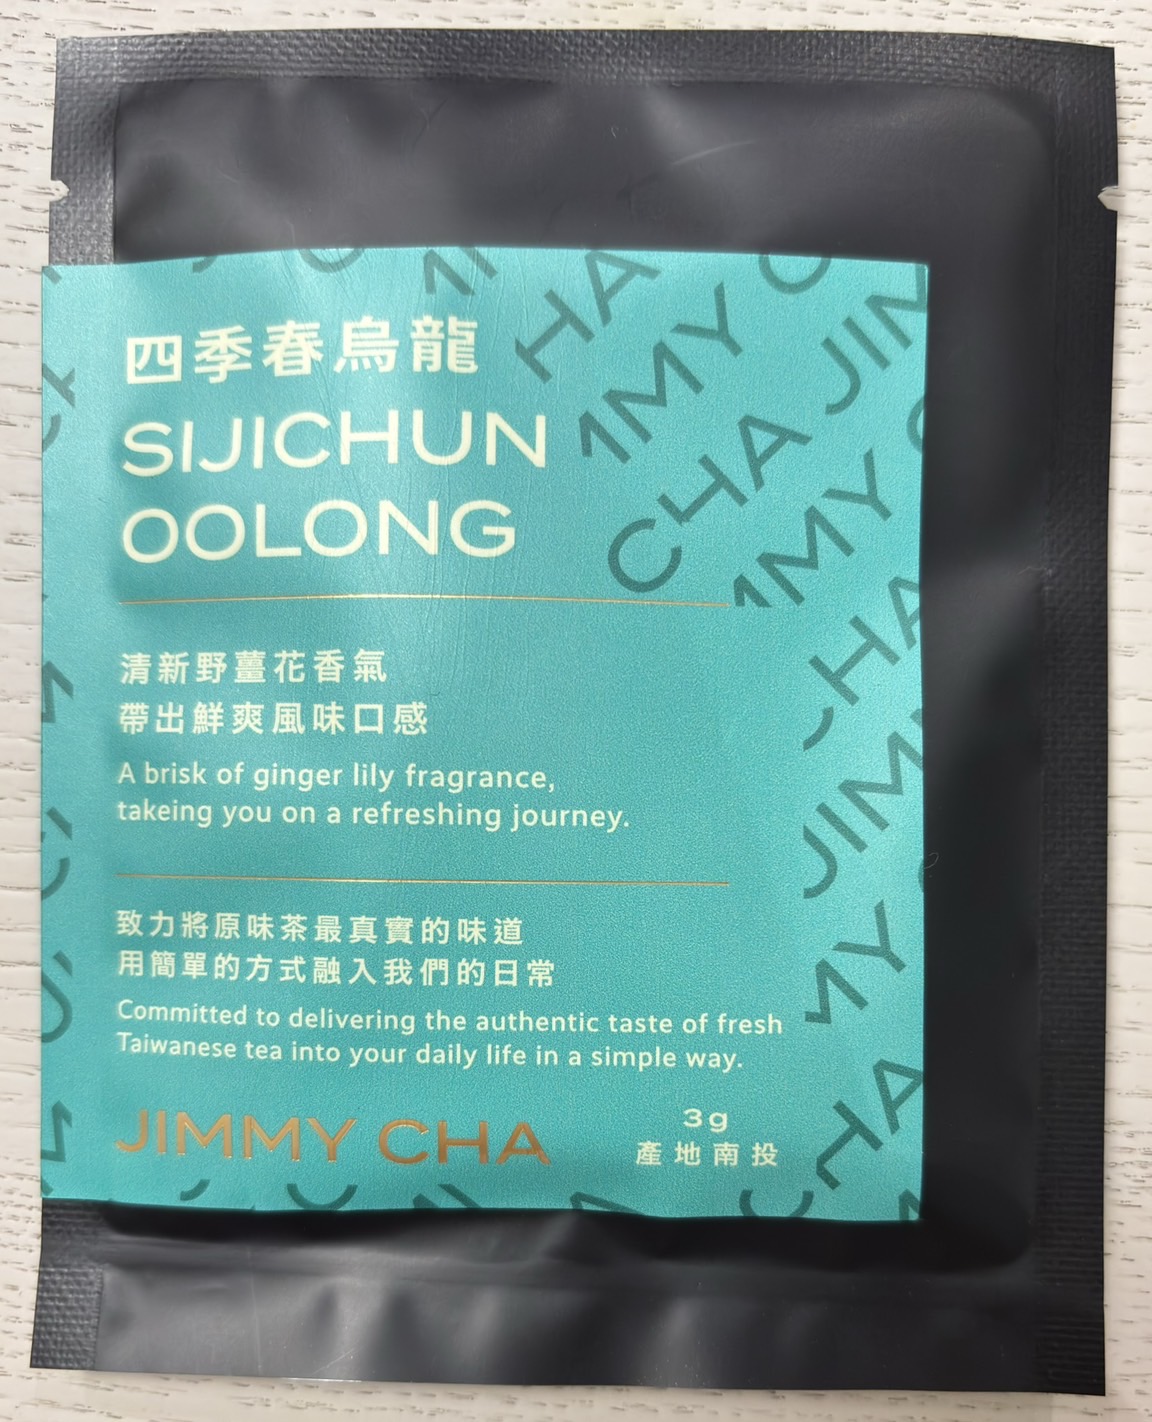 四季春烏龍
SIJICHUN
OOLONG
清新野薑花香氣
帶出鮮爽風味口感
A brisk of ginger lily fragrance,
takeing you on a refreshing journey.
致力將原味茶最真實的味道
用簡單的方式融入我們的日常
Committed to delivering the authentic taste of fresh
Taiwanese tea into your daily life in a simple way.
JIMMY CHA
3g
產地南投